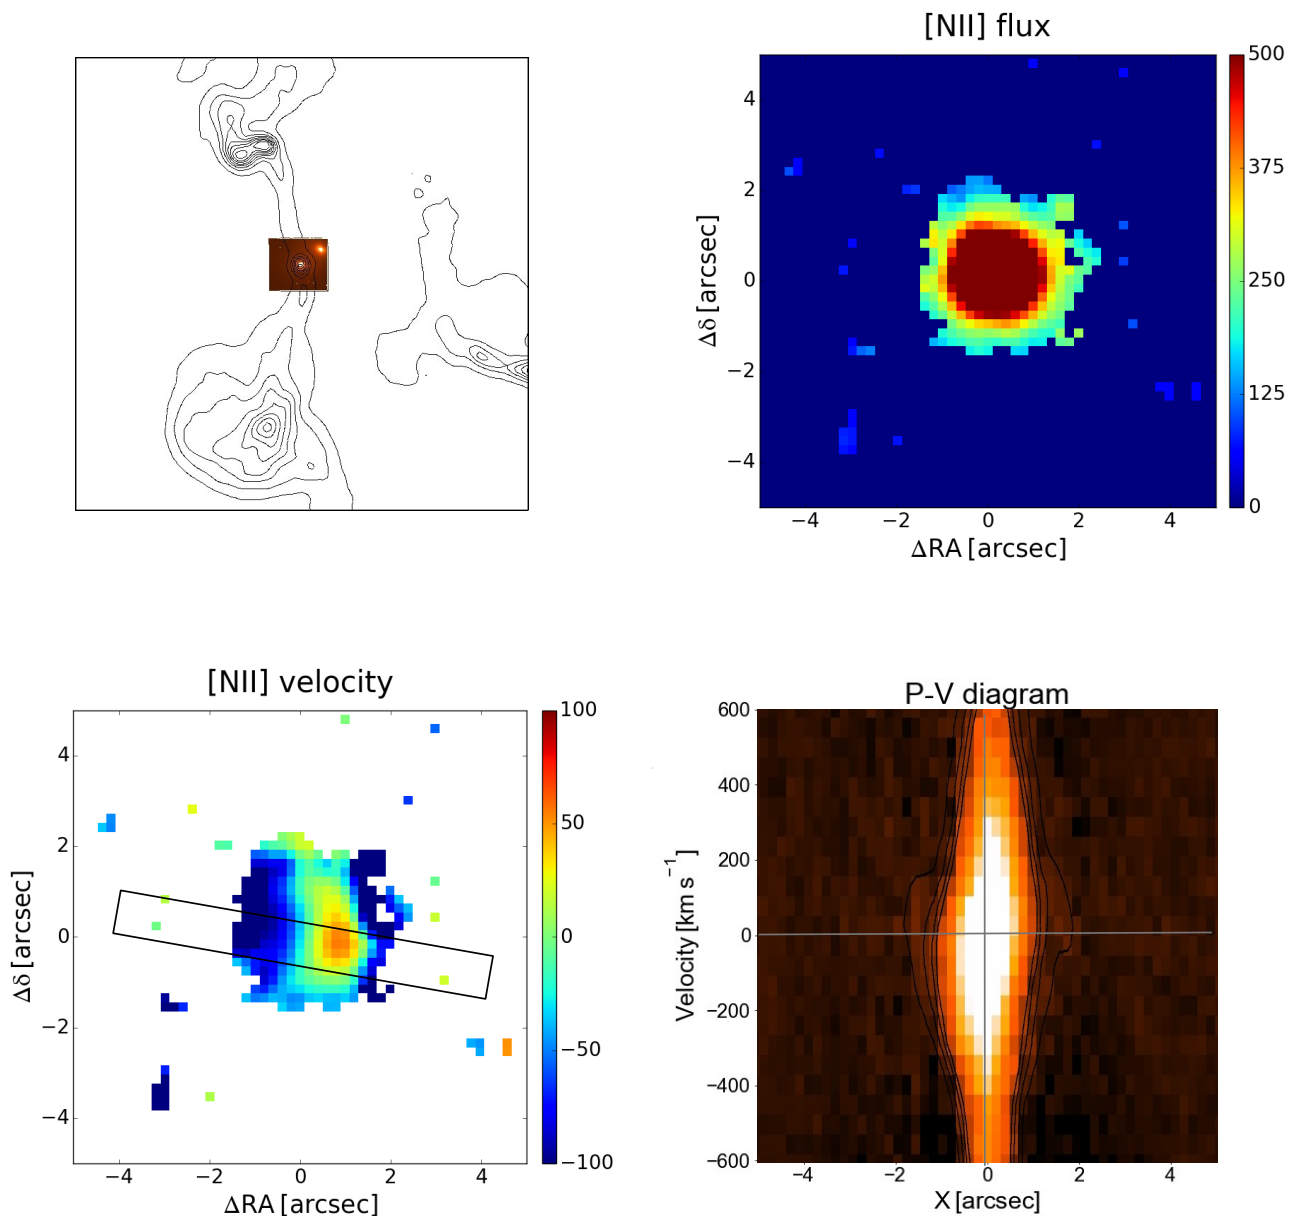 [NII] flux
4
2
0
−2
−4
Δδ [arcsec]
−4 −2 0 2 4
ΔRA [arcsec]
500
375
250
125
0
[NII] velocity
4
2
0
−2
−4
Δδ [arcsec]
−4 −2 0 2 4
ΔRA [arcsec]
100
50
0
−50
−100
P-V diagram
600
400
200
0
−200
−400
−600
Velocity [km s⁻¹]
−4 −2 0 2 4
X [arcsec]